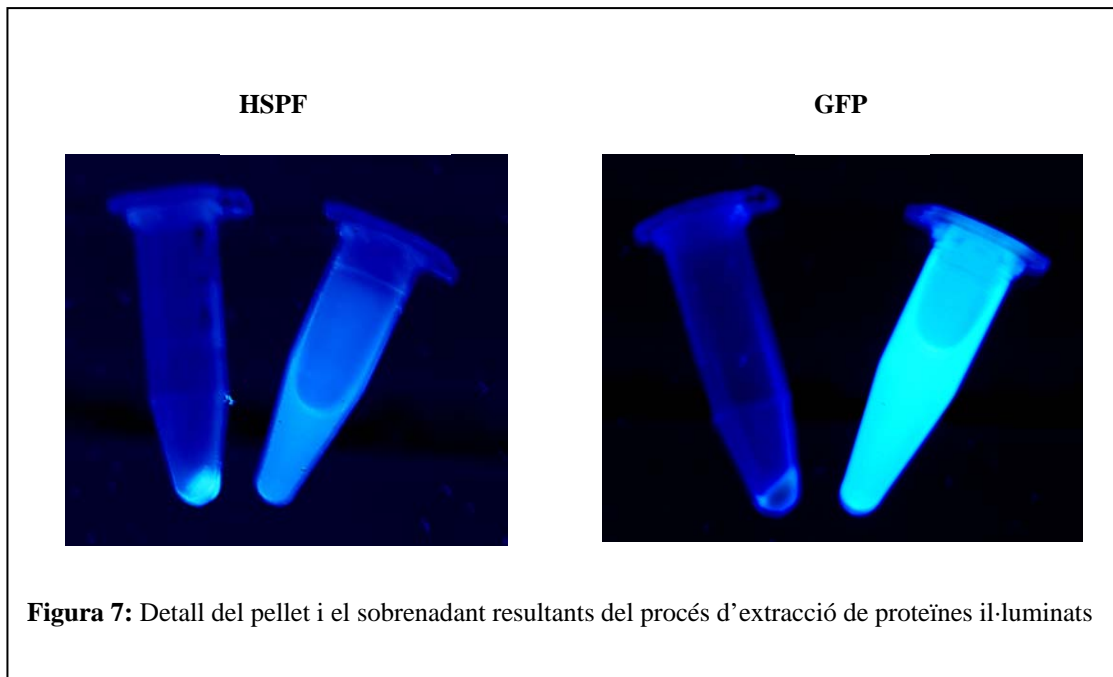 HSPF
GFP
Figura 7: Detall del pellet i el sobrenadant resultants del procés d’extracció de proteïnes il·luminats